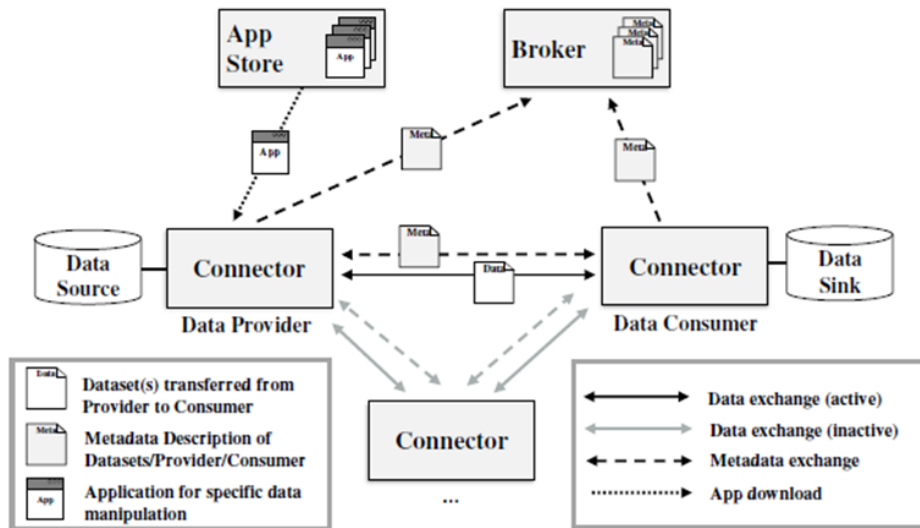 App
Store
App
Broker
Meta
Meta
Meta
App
Meta
Meta
Data
Source
Connector
Meta
Data
Connector
Data
Sink
Data Provider
Data Consumer
Connector
...
Data
Dataset(s) transferred from
Provider to Consumer
Meta
Metadata Description of
Datasets/Provider/Consumer
App
Application for specific data
manipulation
Data exchange (active)
Data exchange (inactive)
Metadata exchange
App download